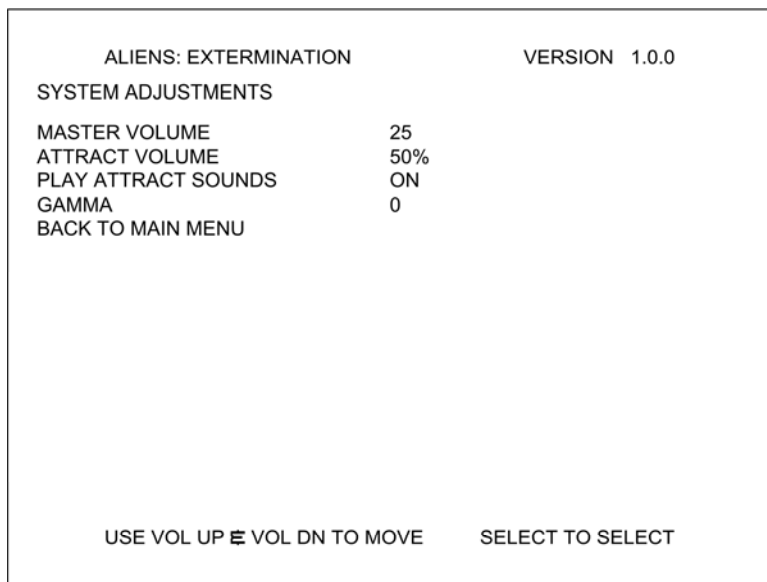 ALIENS: EXTERMINATION VERSION 1.0.0
SYSTEM ADJUSTMENTS
MASTER VOLUME 25
ATTRACT VOLUME 50%
PLAY ATTRACT SOUNDS ON
GAMMA 0
BACK TO MAIN MENU
USE VOL UP & VOL DN TO MOVE SELECT TO SELECT